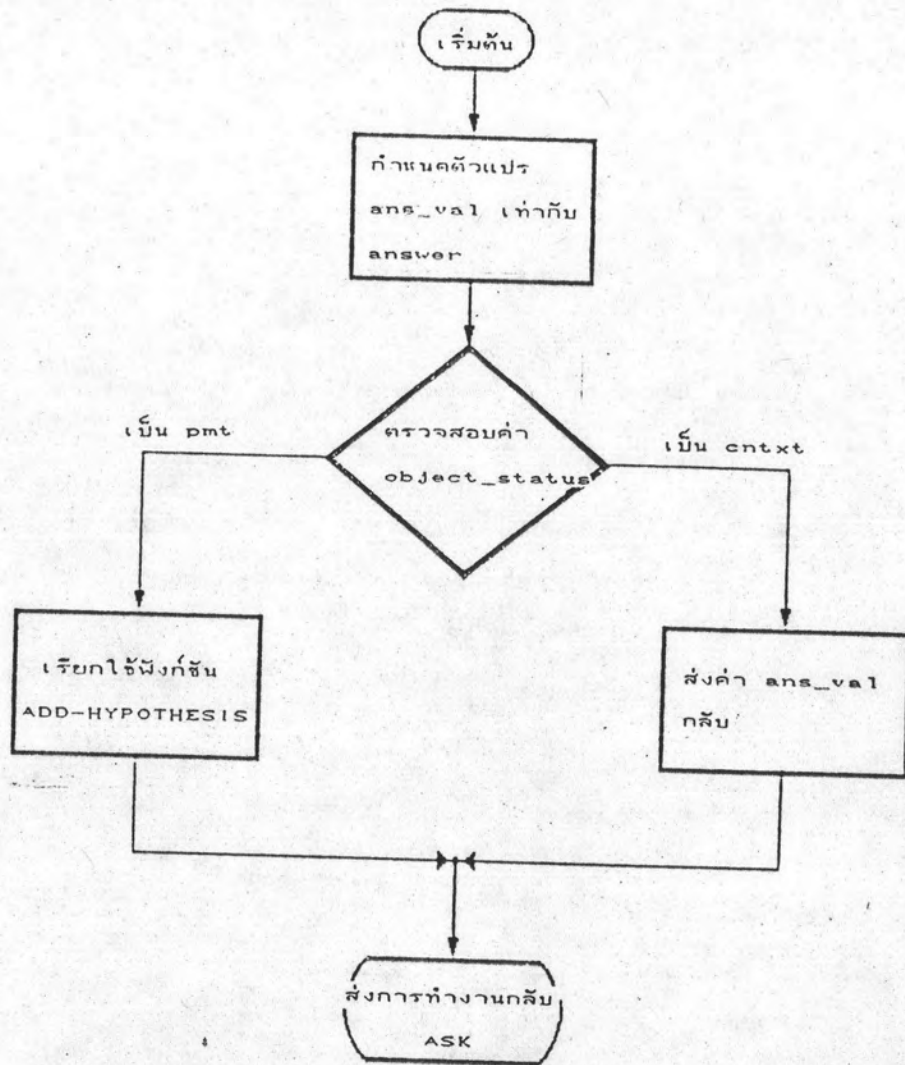 เริ่มต้น
กำหนดตัวแปร
ans_val เท่ากับ
answer
ตรวจสอบค่า
object_status
เป็น pmt
เป็น cntxt
เรียกใช้ฟังก์ชัน
ADD-HYPOTHESIS
ส่งค่า ans_val
กลับ
ส่งการทำงานกลับ
ASK